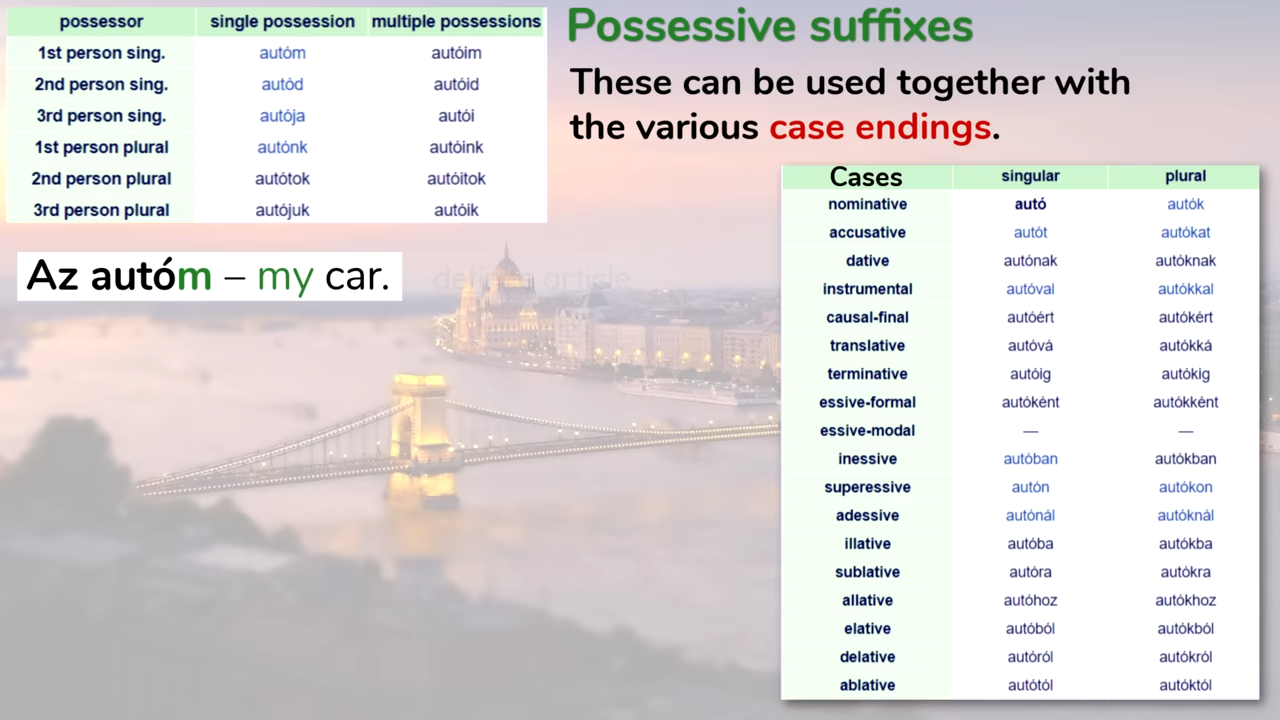 possessor single possession multiple possessions
1st person sing. autóm autóim
2nd person sing. autód autóid
3rd person sing. autója autói
1st person plural autónk autóink
2nd person plural autótok autóitok
3rd person plural autójuk autóik
Possessive suffixes
These can be used together with
the various case endings.
Az autóm – my car.
definite article
Cases singular plural
nominative autó autók
accusative autót autókat
dative autónak autóknak
instrumental autóval autókkal
causal-final autóért autókért
translative autóvá autókká
terminative autóig autókig
essive-formal autóként autókként
essive-modal — —
inessive autóban autókban
superessive autón autókon
adessive autónál autóknál
illative autóba autókba
sublative autóra autókra
allative autóhoz autókhoz
elative autóból autókból
delative autóról autókról
ablative autótól autóktól